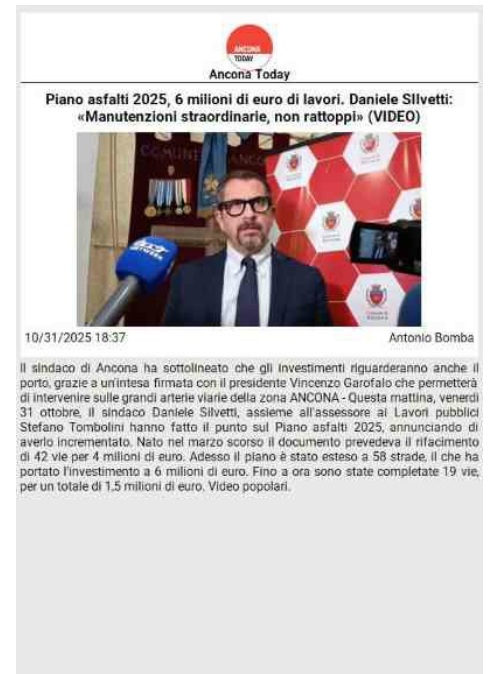 ANCONA
TODAY
Ancona Today
Piano asfalti 2025, 6 milioni di euro di lavori. Daniele SIlvetti:
«Manutenzioni straordinarie, non rattoppi» (VIDEO)
COMUNE
ANCO
10/31/2025 18:37
Antonio Bomba
Il sindaco di Ancona ha sottolineato che gli investimenti riguarderanno anche il
porto, grazie a un'intesa firmata con il presidente Vincenzo Garofalo che permetterà
di intervenire sulle grandi arterie viarie della zona ANCONA - Questa mattina, venerdì
31 ottobre, il sindaco Daniele Silvetti, assieme all'assessore ai Lavori pubblici
Stefano Tombolini hanno fatto il punto sul Piano asfalti 2025, annunciando di
averlo incrementato. Nato nel marzo scorso il documento prevedeva il rifacimento
di 42 vie per 4 milioni di euro. Adesso il piano è stato esteso a 58 strade, il che ha
portato l'investimento a 6 milioni di euro. Fino a ora sono state completate 19 vie,
per un totale di 1,5 milioni di euro. Video popolari.